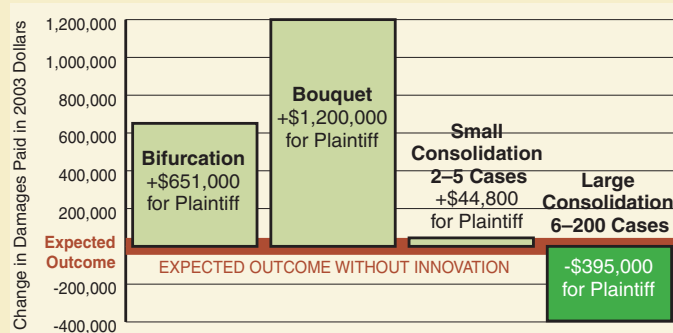 Change in Damages Paid in 2003 Dollars
1,200,000
1,000,000
800,000
600,000
400,000
200,000
Expected
Outcome
-200,000
-400,000
Bifurcation
+$651,000
for Plaintiff
Bouquet
+$1,200,000
for Plaintiff
Small
Consolidation
2–5 Cases
+$44,800
for Plaintiff
Large
Consolidation
6–200 Cases
-$395,000
for Plaintiff
EXPECTED OUTCOME WITHOUT INNOVATION